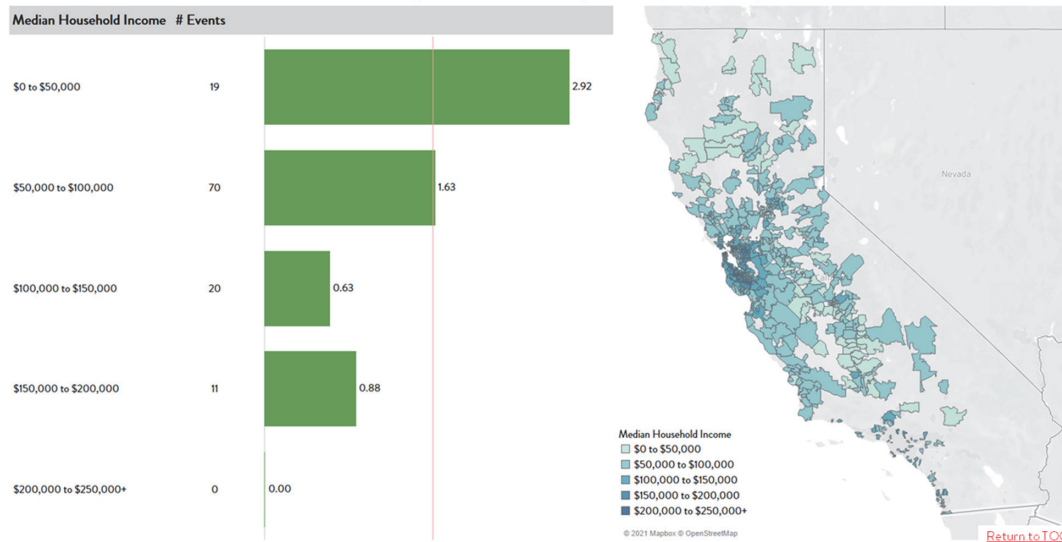 Median Household Income # Events
$0 to $50,000 19 2.92
$50,000 to $100,000 70 1.63
$100,000 to $150,000 20 0.63
$150,000 to $200,000 11 0.88
$200,000 to $250,000+ 0 0.00
Nevada
Median Household Income
$0 to $50,000
$50,000 to $100,000
$100,000 to $150,000
$150,000 to $200,000
$200,000 to $250,000+
© 2021 Mapbox © OpenStreetMap
Return to TO